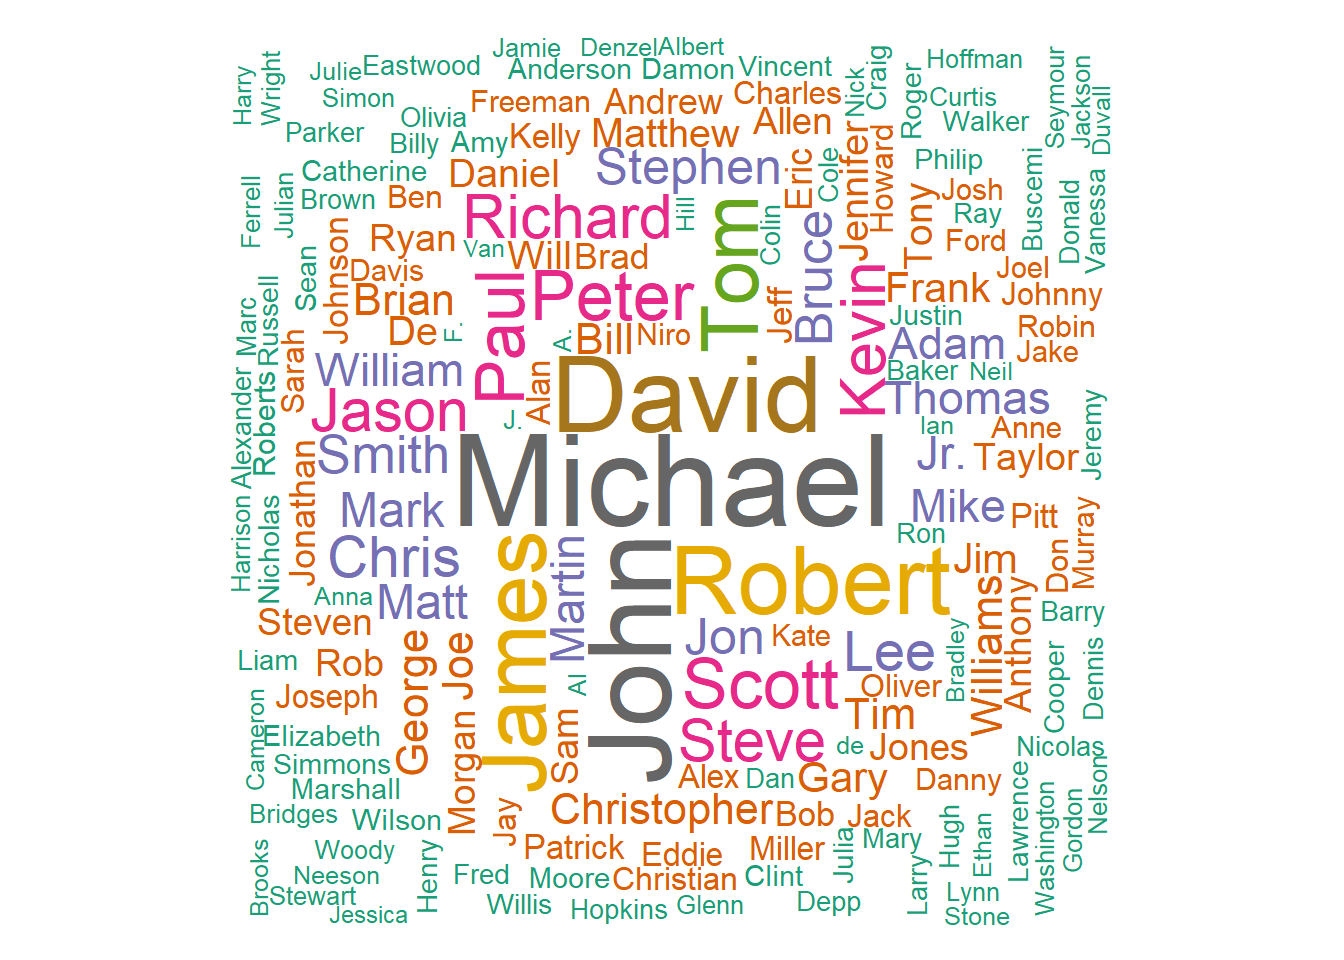 Jamie
Denzel
Albert
Julie
Eastwood
Anderson
Damon
Vincent
Hoffman
Harry
Wright
Simon
Freeman
Andrew
Charles
Nick
Craig
Roger
Curtis
Seymour
Jackson
Duvall
Parker
Olivia
Billy
Amy
Kelly
Matthew
Allen
Walker
Catherine
Daniel
Stephen
Eric
Cole
Jennifer
Howard
Philip
Buscemi
Donald
Vanessa
Ferrell
Julian
Brown
Ben
Richard
Hill
Tom
Colin
Bruce
Tony
Josh
Ray
Sean
Johnson
Ryan
Van
Will
Brad
Ford
Joel
Davis
Paul
Peter
Jeff
Kevin
Frank
Johnny
Marc
Russell
Brian
De
F.
A.
Bill
Niro
Justin
Robin
Adam
Jake
Sarah
William
Alan
David
Baker
Neil
Alexander
Roberts
Jason
J.
Thomas
Ian
Anne
Jeremy
Smith
Michael
Jr.
Taylor
Harrison
Nicholas
Jonathan
Mark
Mike
Pitt
Murray
Chris
Ron
Don
Jim
Anna
Matt
James
Martin
John
Robert
Williams
Anthony
Barry
Steven
George
Joe
Jon
Kate
Lee
Bradley
Liam
Rob
Al
Scott
Oliver
Cooper
Dennis
Joseph
Tim
Cameron
Elizabeth
Morgan
Sam
Steve
de
Jones
Nicolas
Simmons
Alex
Dan
Gary
Danny
Marshall
Jay
Christopher
Bob
Jack
Lawrence
Washington
Gordon
Nelson
Bridges
Wilson
Woody
Patrick
Eddie
Miller
Julia
Mary
Hugh
Ethan
Brooks
Neeson
Henry
Fred
Moore
Christian
Clint
Larry
Lynn
Stewart
Jessica
Willis
Hopkins
Glenn
Depp
Stone